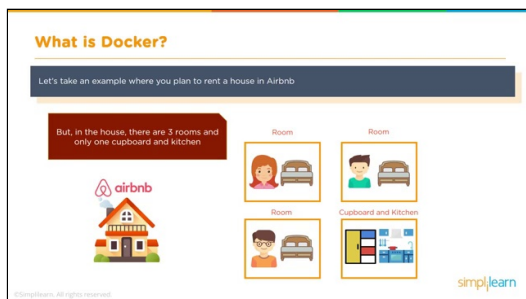 What is Docker?
Let's take an example where you plan to rent a house in Airbnb
But, in the house, there are 3 rooms and
only one cupboard and kitchen
Room
Room
airbnb
Room
Cupboard and Kitchen
©Simplilearn. All rights reserved.
simplilearn